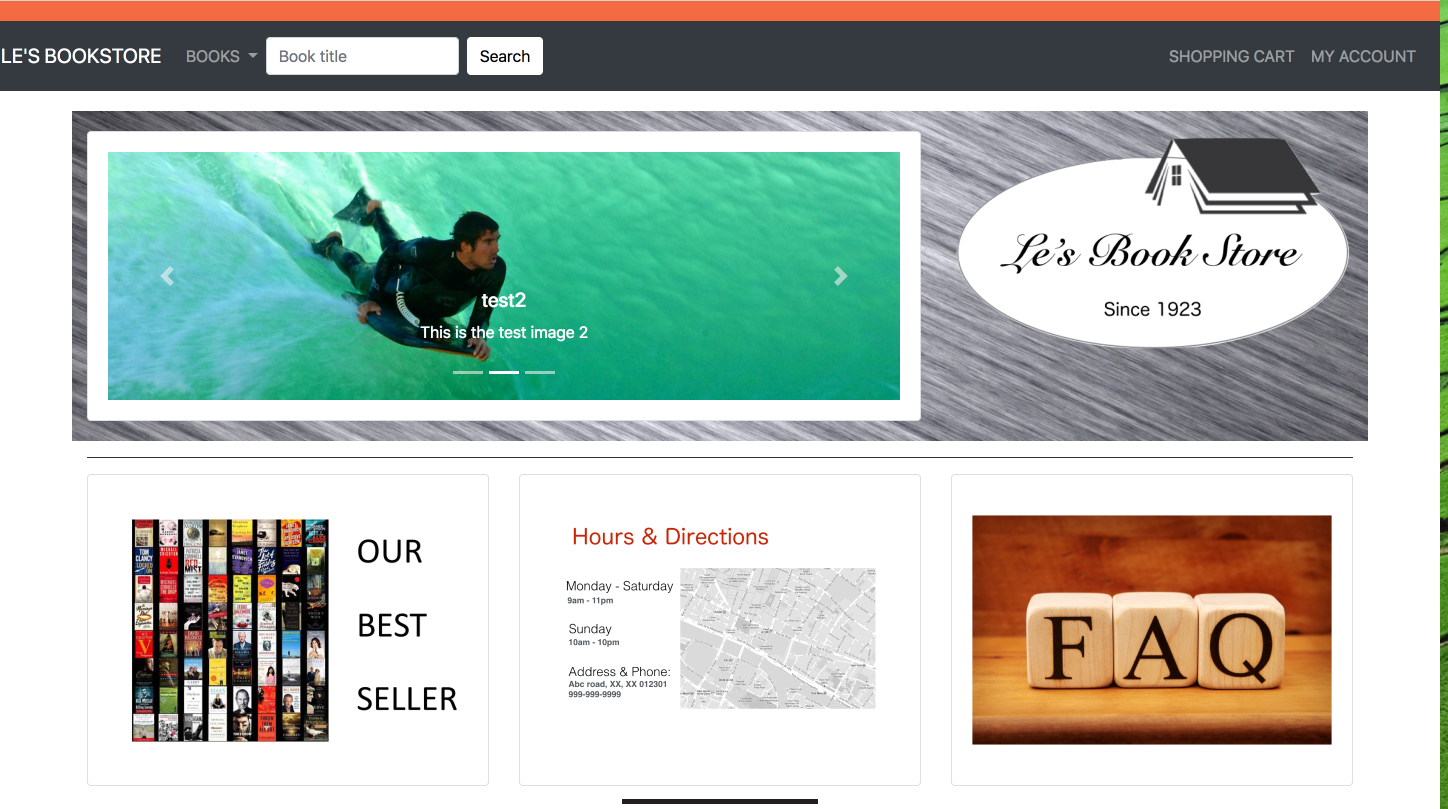 LE'S BOOKSTORE
BOOKS
Book title
Search
SHOPPING CART
MY ACCOUNT
test2
This is the test image 2
Le's Book Store
Since 1923
OUR
BEST
SELLER
Hours & Directions
Monday - Saturday
9am - 11pm
Sunday
10am - 10pm
Address & Phone:
Abc road, XX, XX 012301
999-999-9999
FAQ